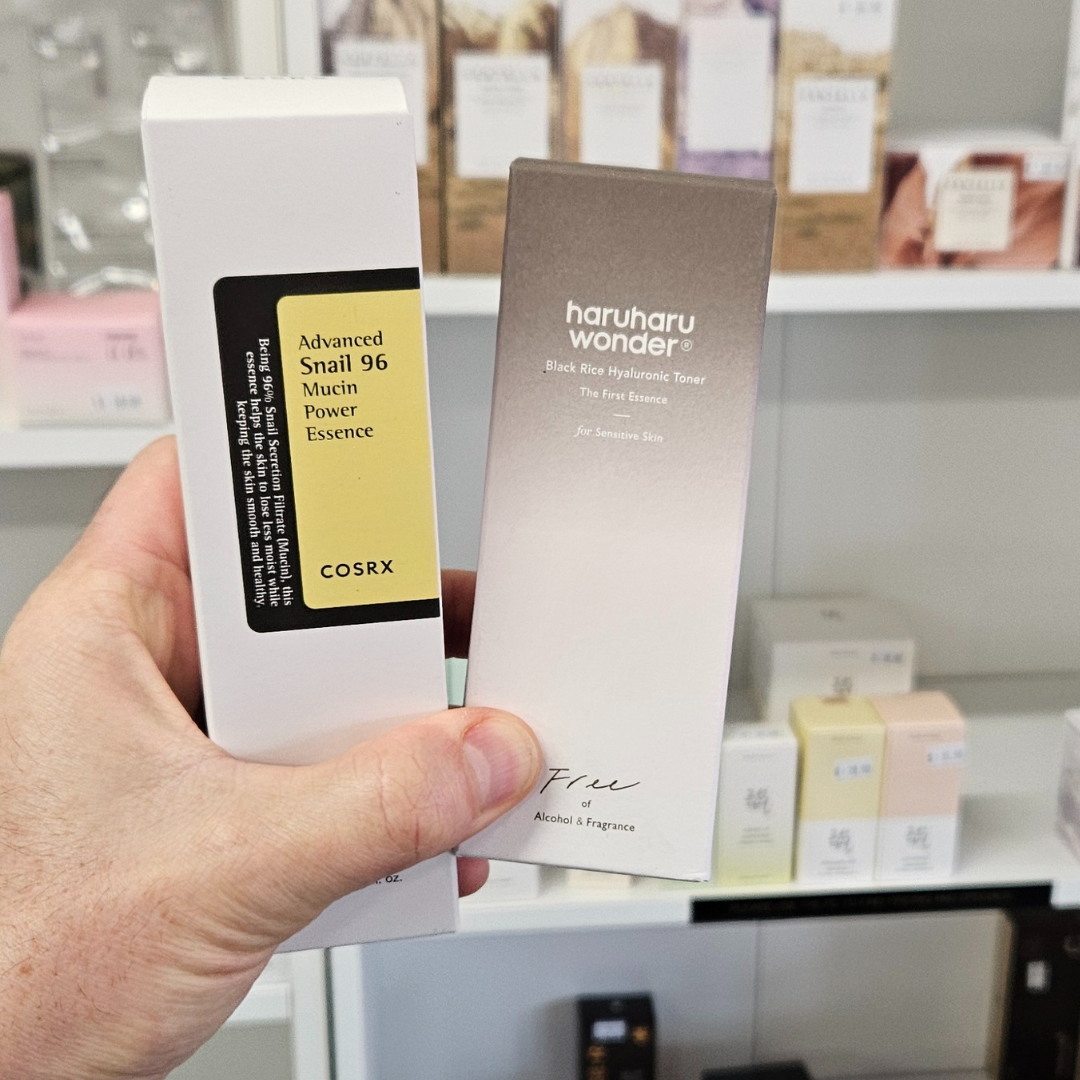 Advanced
Snail 96
Mucin
Power
Essence
COSRX
Being 96% Snail Secretion Filtrate (Mucin), this
essence helps the skin to lose less moist while
keeping the skin smooth and healthy.
oz.
haruharu
wonder®
Black Rice Hyaluronic Toner
The First Essence
for Sensitive Skin
Free
of
Alcohol & Fragrance